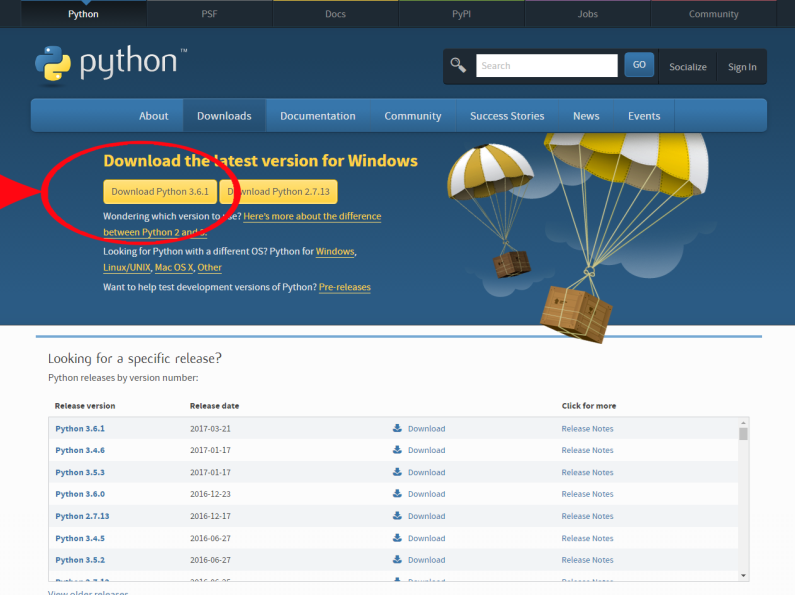 Python PSF Docs PyPI Jobs Community
python™
Search GO Socialize Sign In
About Downloads Documentation Community Success Stories News Events
Download the latest version for Windows
Download Python 3.6.1 Download Python 2.7.13
Wondering which version to use? Here's more about the difference
between Python 2 and 3.
Looking for Python with a different OS? Python for Windows,
Linux/UNIX, Mac OS X, Other
Want to help test development versions of Python? Pre-releases
Looking for a specific release?
Python releases by version number:
Release version Release date Click for more
Python 3.6.1 2017-03-21 Download Release Notes
Python 3.4.6 2017-01-17 Download Release Notes
Python 3.5.3 2017-01-17 Download Release Notes
Python 3.6.0 2016-12-23 Download Release Notes
Python 2.7.13 2016-12-17 Download Release Notes
Python 3.4.5 2016-06-27 Download Release Notes
Python 3.5.2 2016-06-27 Download Release Notes
Python 2.7.12 2016-06-25 Download Release Notes
View older releases